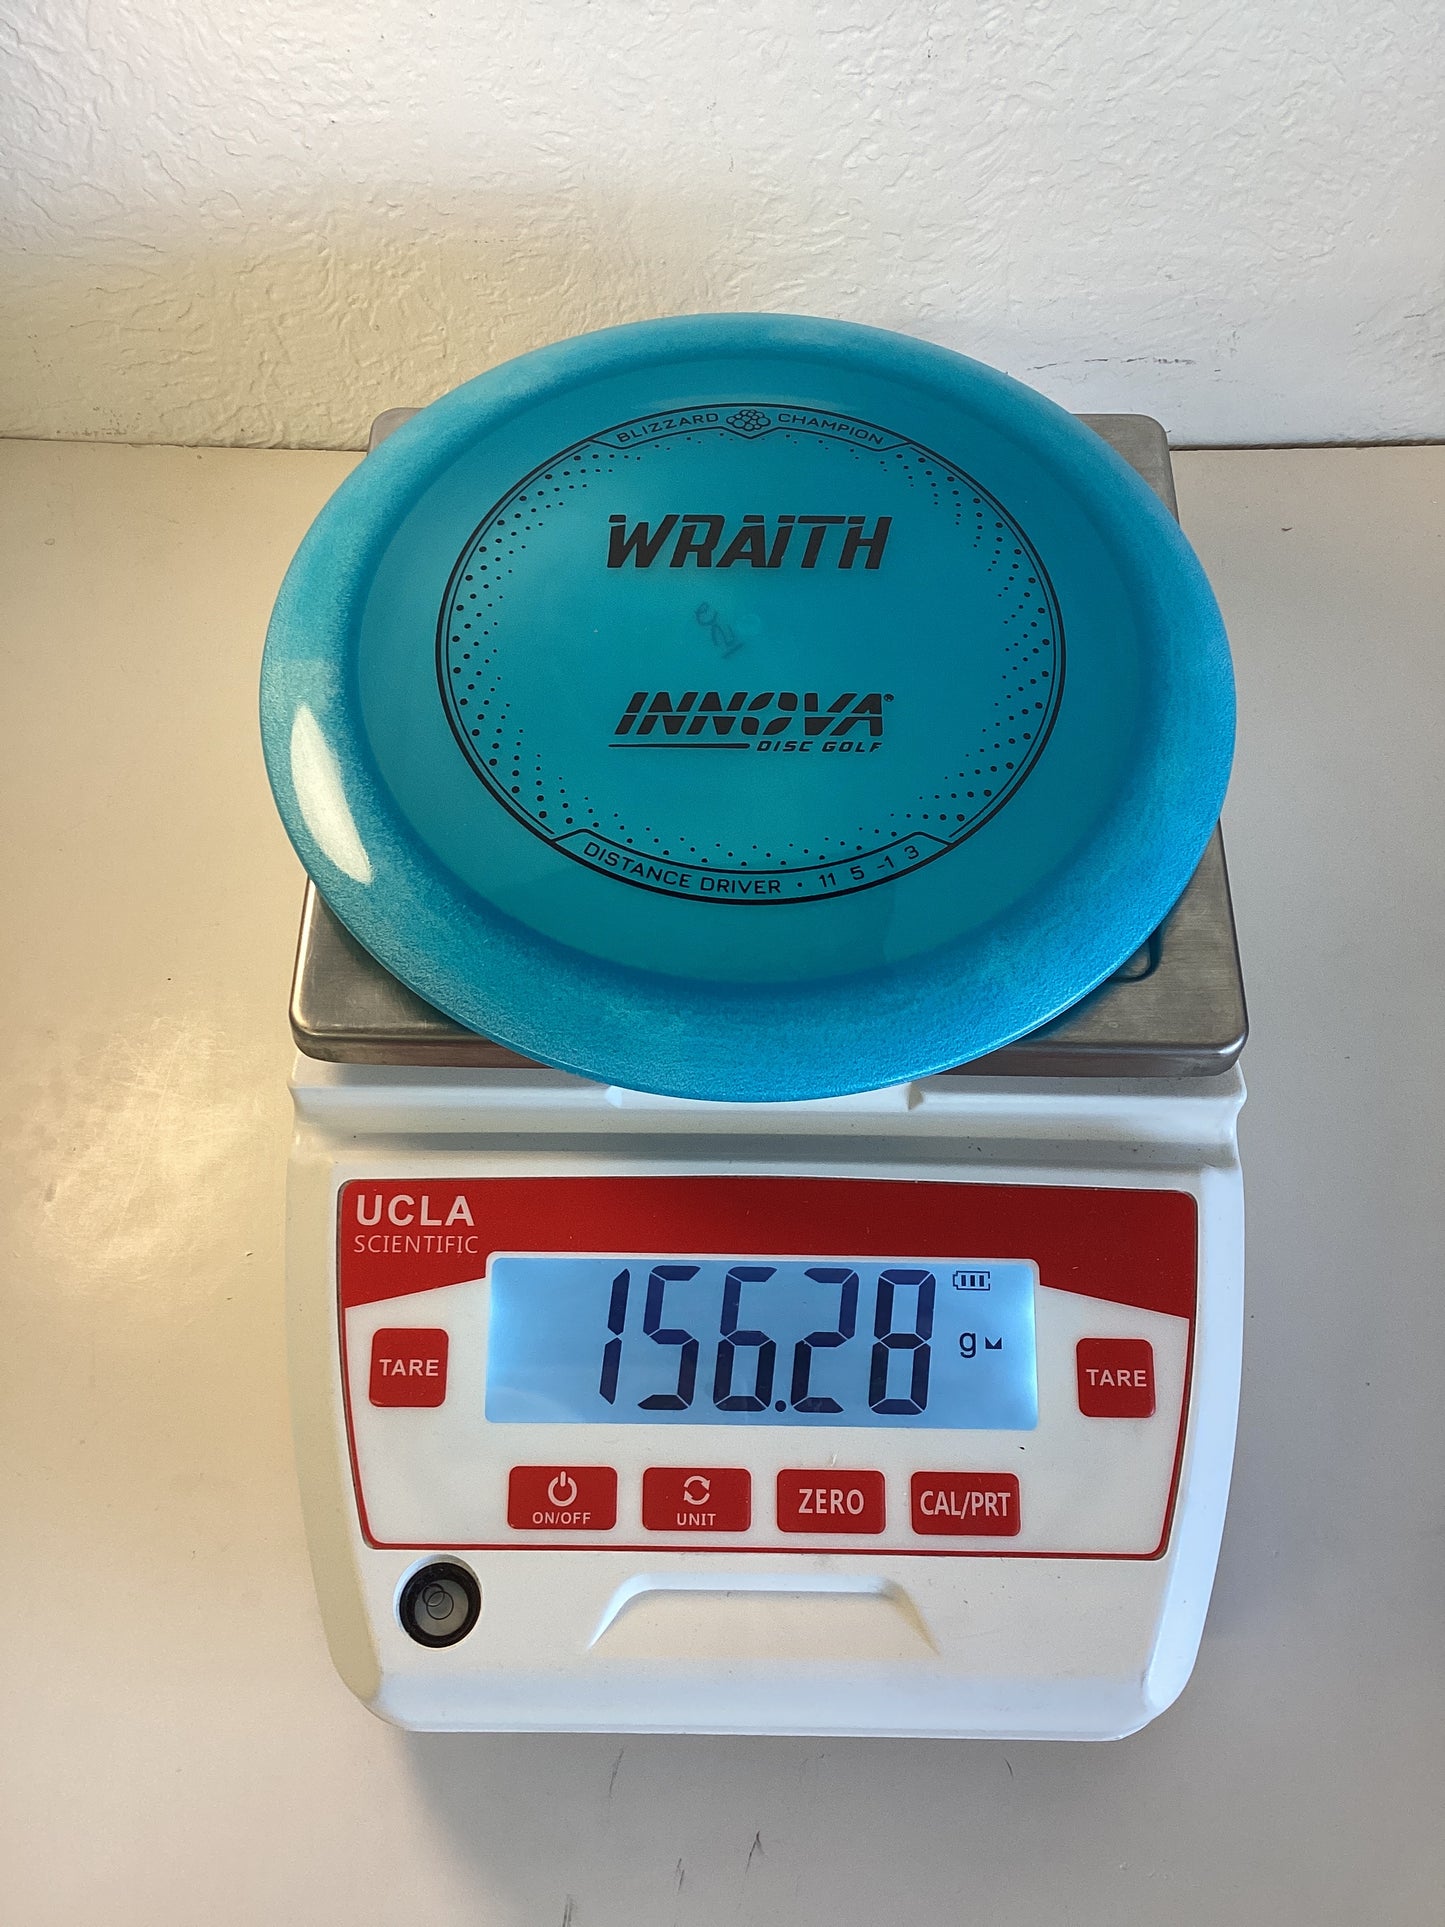 BLIZZARD CHAMPION
WRAITH
INNOVA®
DISC GOLF
DISTANCE DRIVER • 11 5 -1 3
UCLA
SCIENTIFIC
156.28 g
TARE
TARE
ON/OFF
UNIT
ZERO
CAL/PRT